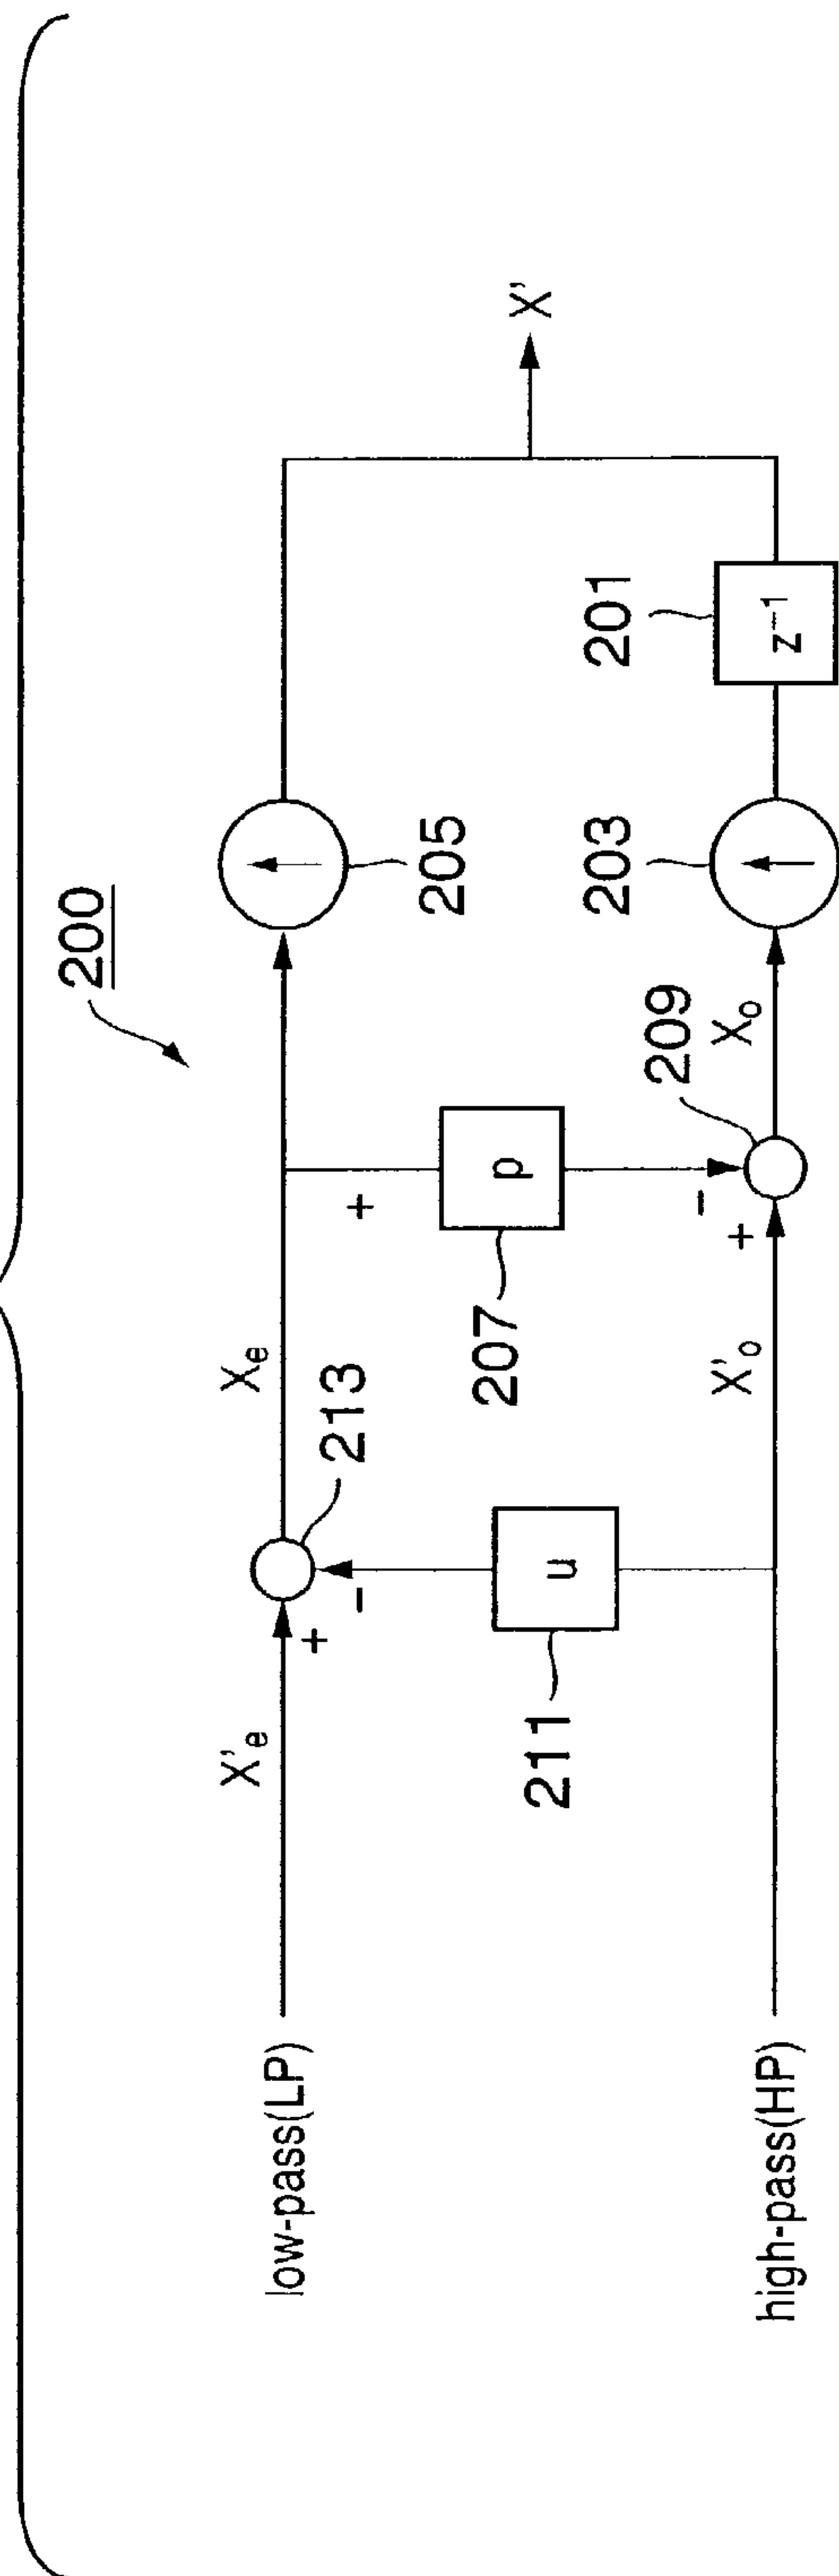 200
low-pass(LP)
X'e
+
-
213
Xe
205
X'
211
u
207
p
+
-
+
209
203
201
high-pass(HP)
X'o
Xo
z⁻¹